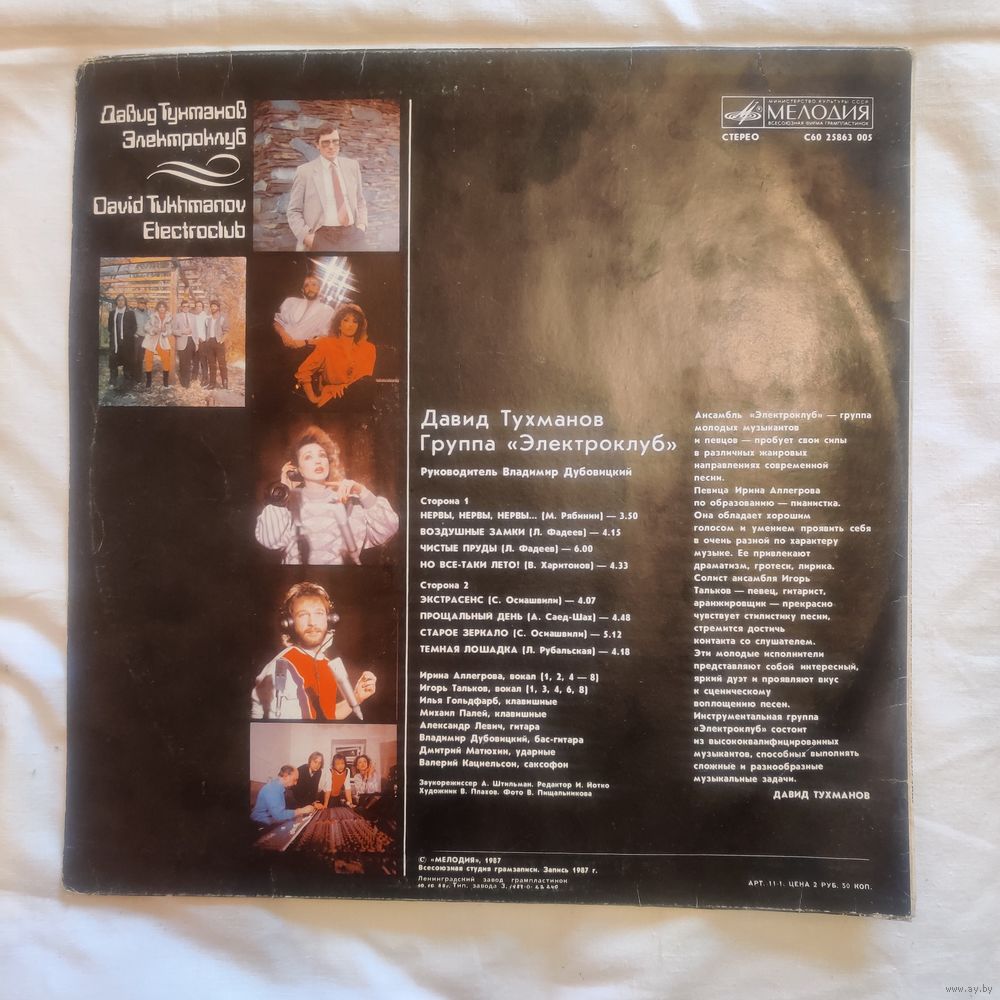 Давид Тухманов
Электроклуб
David Tukhmanov
Electroclub
МИНИСТЕРСТВО КУЛЬТУРЫ СССР
МЕЛОДИЯ
ВСЕСОЮЗНАЯ ФИРМА ГРАМПЛАСТИНОК
СТЕРЕО С60 25863 005
Давид Тухманов
Группа «Электроклуб»
Руководитель Владимир Дубовицкий
Сторона 1
НЕРВЫ, НЕРВЫ, НЕРВЫ... (М. Рябинин) — 3.50
ВОЗДУШНЫЕ ЗАМКИ (Л. Фадеев) — 4.15
ЧИСТЫЕ ПРУДЫ (Л. Фадеев) — 6.00
НО ВСЕ-ТАКИ ЛЕТО! (В. Харитонов) — 4.33
Сторона 2
ЭКСТРАСЕНС (С. Осиашвили) — 4.07
ПРОЩАЛЬНЫЙ ДЕНЬ (А. Саед-Шах) — 4.48
СТАРОЕ ЗЕРКАЛО (С. Осиашвили) — 5.12
ТЕМНАЯ ЛОШАДКА (Л. Рубальская) — 4.18
Ирина Аллегрова, вокал (1, 2, 4 — 8)
Игорь Тальков, вокал (1, 3, 4, 6, 8)
Илья Гольдфарб, клавишные
Михаил Палей, клавишные
Александр Левич, гитара
Владимир Дубовицкий, бас-гитара
Дмитрий Матюхин, ударные
Валерий Кацнельсон, саксофон
Звукорежиссер А. Штильман. Редактор И. Йотко
Художник В. Плахов. Фото В. Пищальникова
Ансамбль «Электроклуб» — группа
молодых музыкантов
и певцов — пробует свои силы
в различных жанровых
направлениях современной
песни.
Певица Ирина Аллегрова
по образованию — пианистка.
Она обладает хорошим
голосом и умением проявить себя
в очень разной по характеру
музыке. Ее привлекают
драматизм, гротеск, лирика.
Солист ансамбля Игорь
Тальков — певец, гитарист,
аранжировщик — прекрасно
чувствует стилистику песни,
стремится достичь
контакта со слушателем.
Эти молодые исполнители
представляют собой интересный,
яркий дуэт и проявляют вкус
к сценическому
воплощению песен.
Инструментальная группа
«Электроклуб» состоит
из высококвалифицированных
музыкантов, способных выполнять
сложные и разнообразные
музыкальные задачи.
ДАВИД ТУХМАНОВ
© «МЕЛОДИЯ», 1987
Всесоюзная студия грамзаписи. Запись 1987 г.
Ленинградский завод грампластинок
Тип. завода
АРТ. 11-1. ЦЕНА 2 РУБ. 50 КОП.
www.ay.by